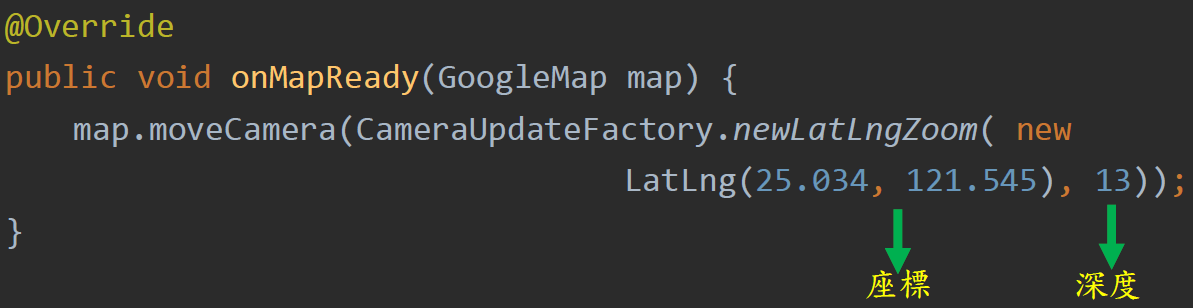 @Override
public void onMapReady(GoogleMap map) {
map.moveCamera(CameraUpdateFactory.newLatLngZoom( new
LatLng(25.034, 121.545), 13));
}
座標 深度